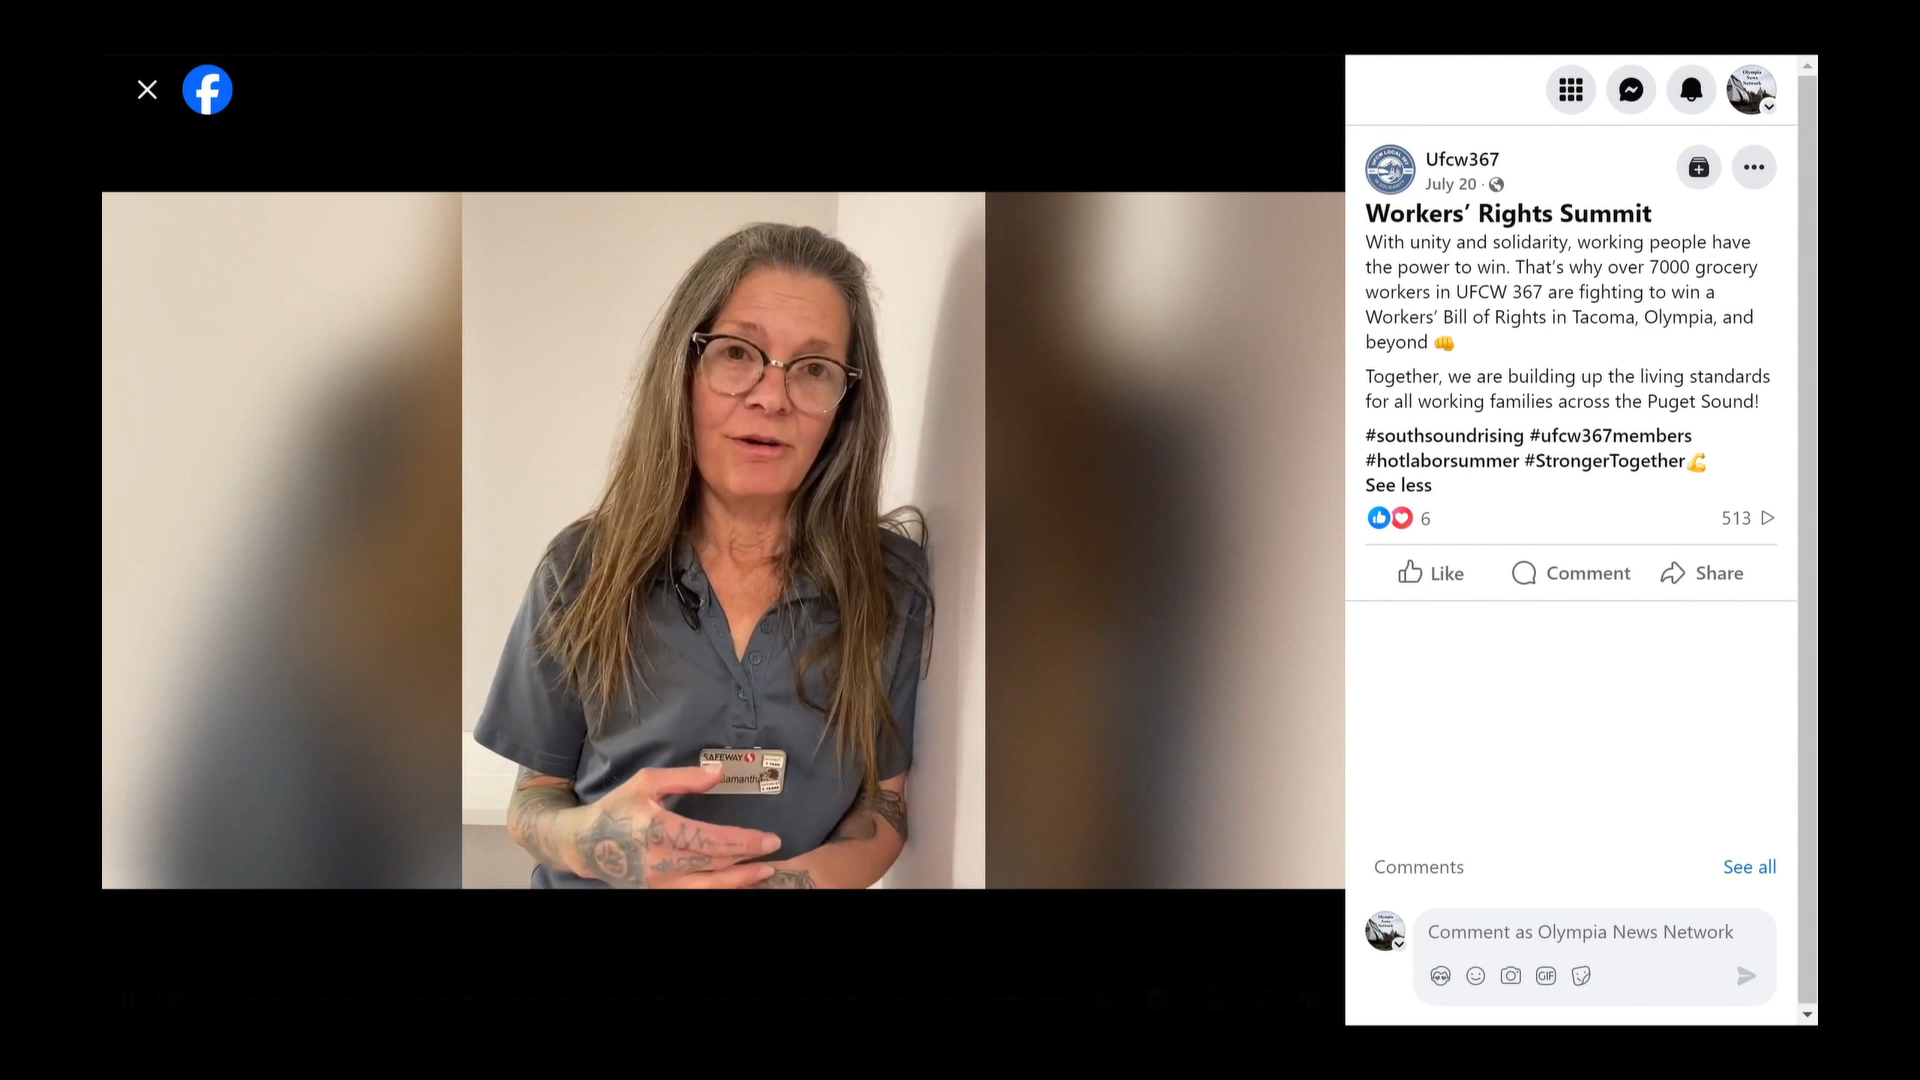 Ufcw367
July 20 ·
Workers’ Rights Summit
With unity and solidarity, working people have
the power to win. That’s why over 7000 grocery
workers in UFCW 367 are fighting to win a
Workers’ Bill of Rights in Tacoma, Olympia, and
beyond 👊
Together, we are building up the living standards
for all working families across the Puget Sound!
#southsoundrising #ufcw367members
#hotlaborsummer #StrongerTogether💪
See less
6
513
Like Comment Share
SAFEWAY
Samantha
Comments See all
Comment as Olympia News Network
GIF